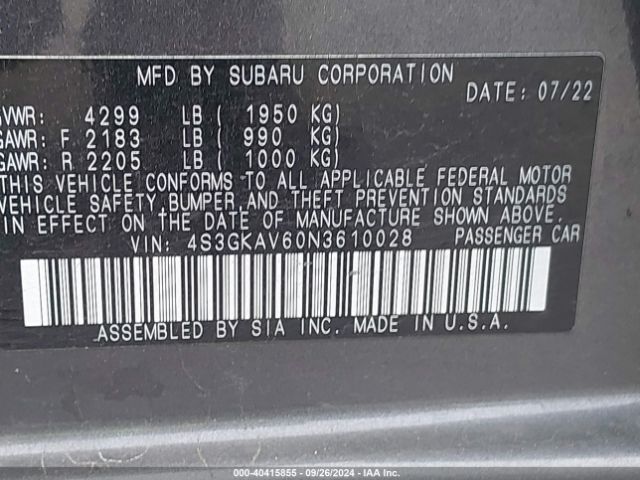 MFD BY SUBARU CORPORATION
DATE: 07/22
GVWR: 4299 LB ( 1950 KG)
GAWR: F 2183 LB ( 990 KG)
GAWR: R 2205 LB ( 1000 KG)
THIS VEHICLE CONFORMS TO ALL APPLICABLE FEDERAL MOTOR
VEHICLE SAFETY, BUMPER, AND THEFT PREVENTION STANDARDS
IN EFFECT ON THE DATE OF MANUFACTURE SHOWN ABOVE.
VIN: 4S3GKAV60N3610028 PASSENGER CAR
ASSEMBLED BY SIA INC. MADE IN U.S.A.
000-40415855 - 09/26/2024 - IAA Inc.